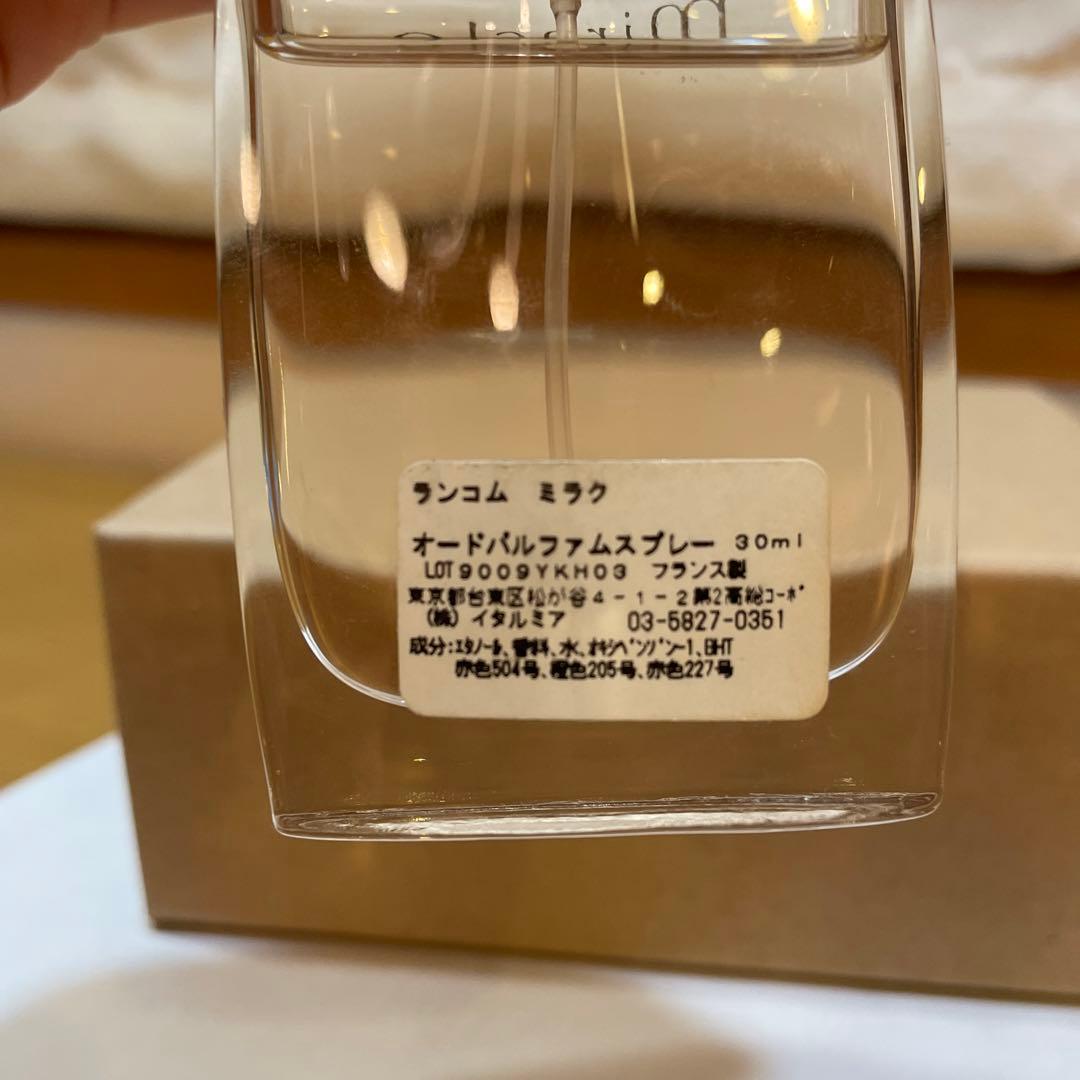 Miracle
ランコム　ミラク
オードパルファムスプレー 30ml
LOT9009YKH03 フランス製
東京都台東区松が谷4-1-2第2高総コーポ
(株)イタルミア 03-5827-0351
成分:エタノール、香料、水、オキシベンゾン-1、BHT
赤色504号、橙色205号、赤色227号